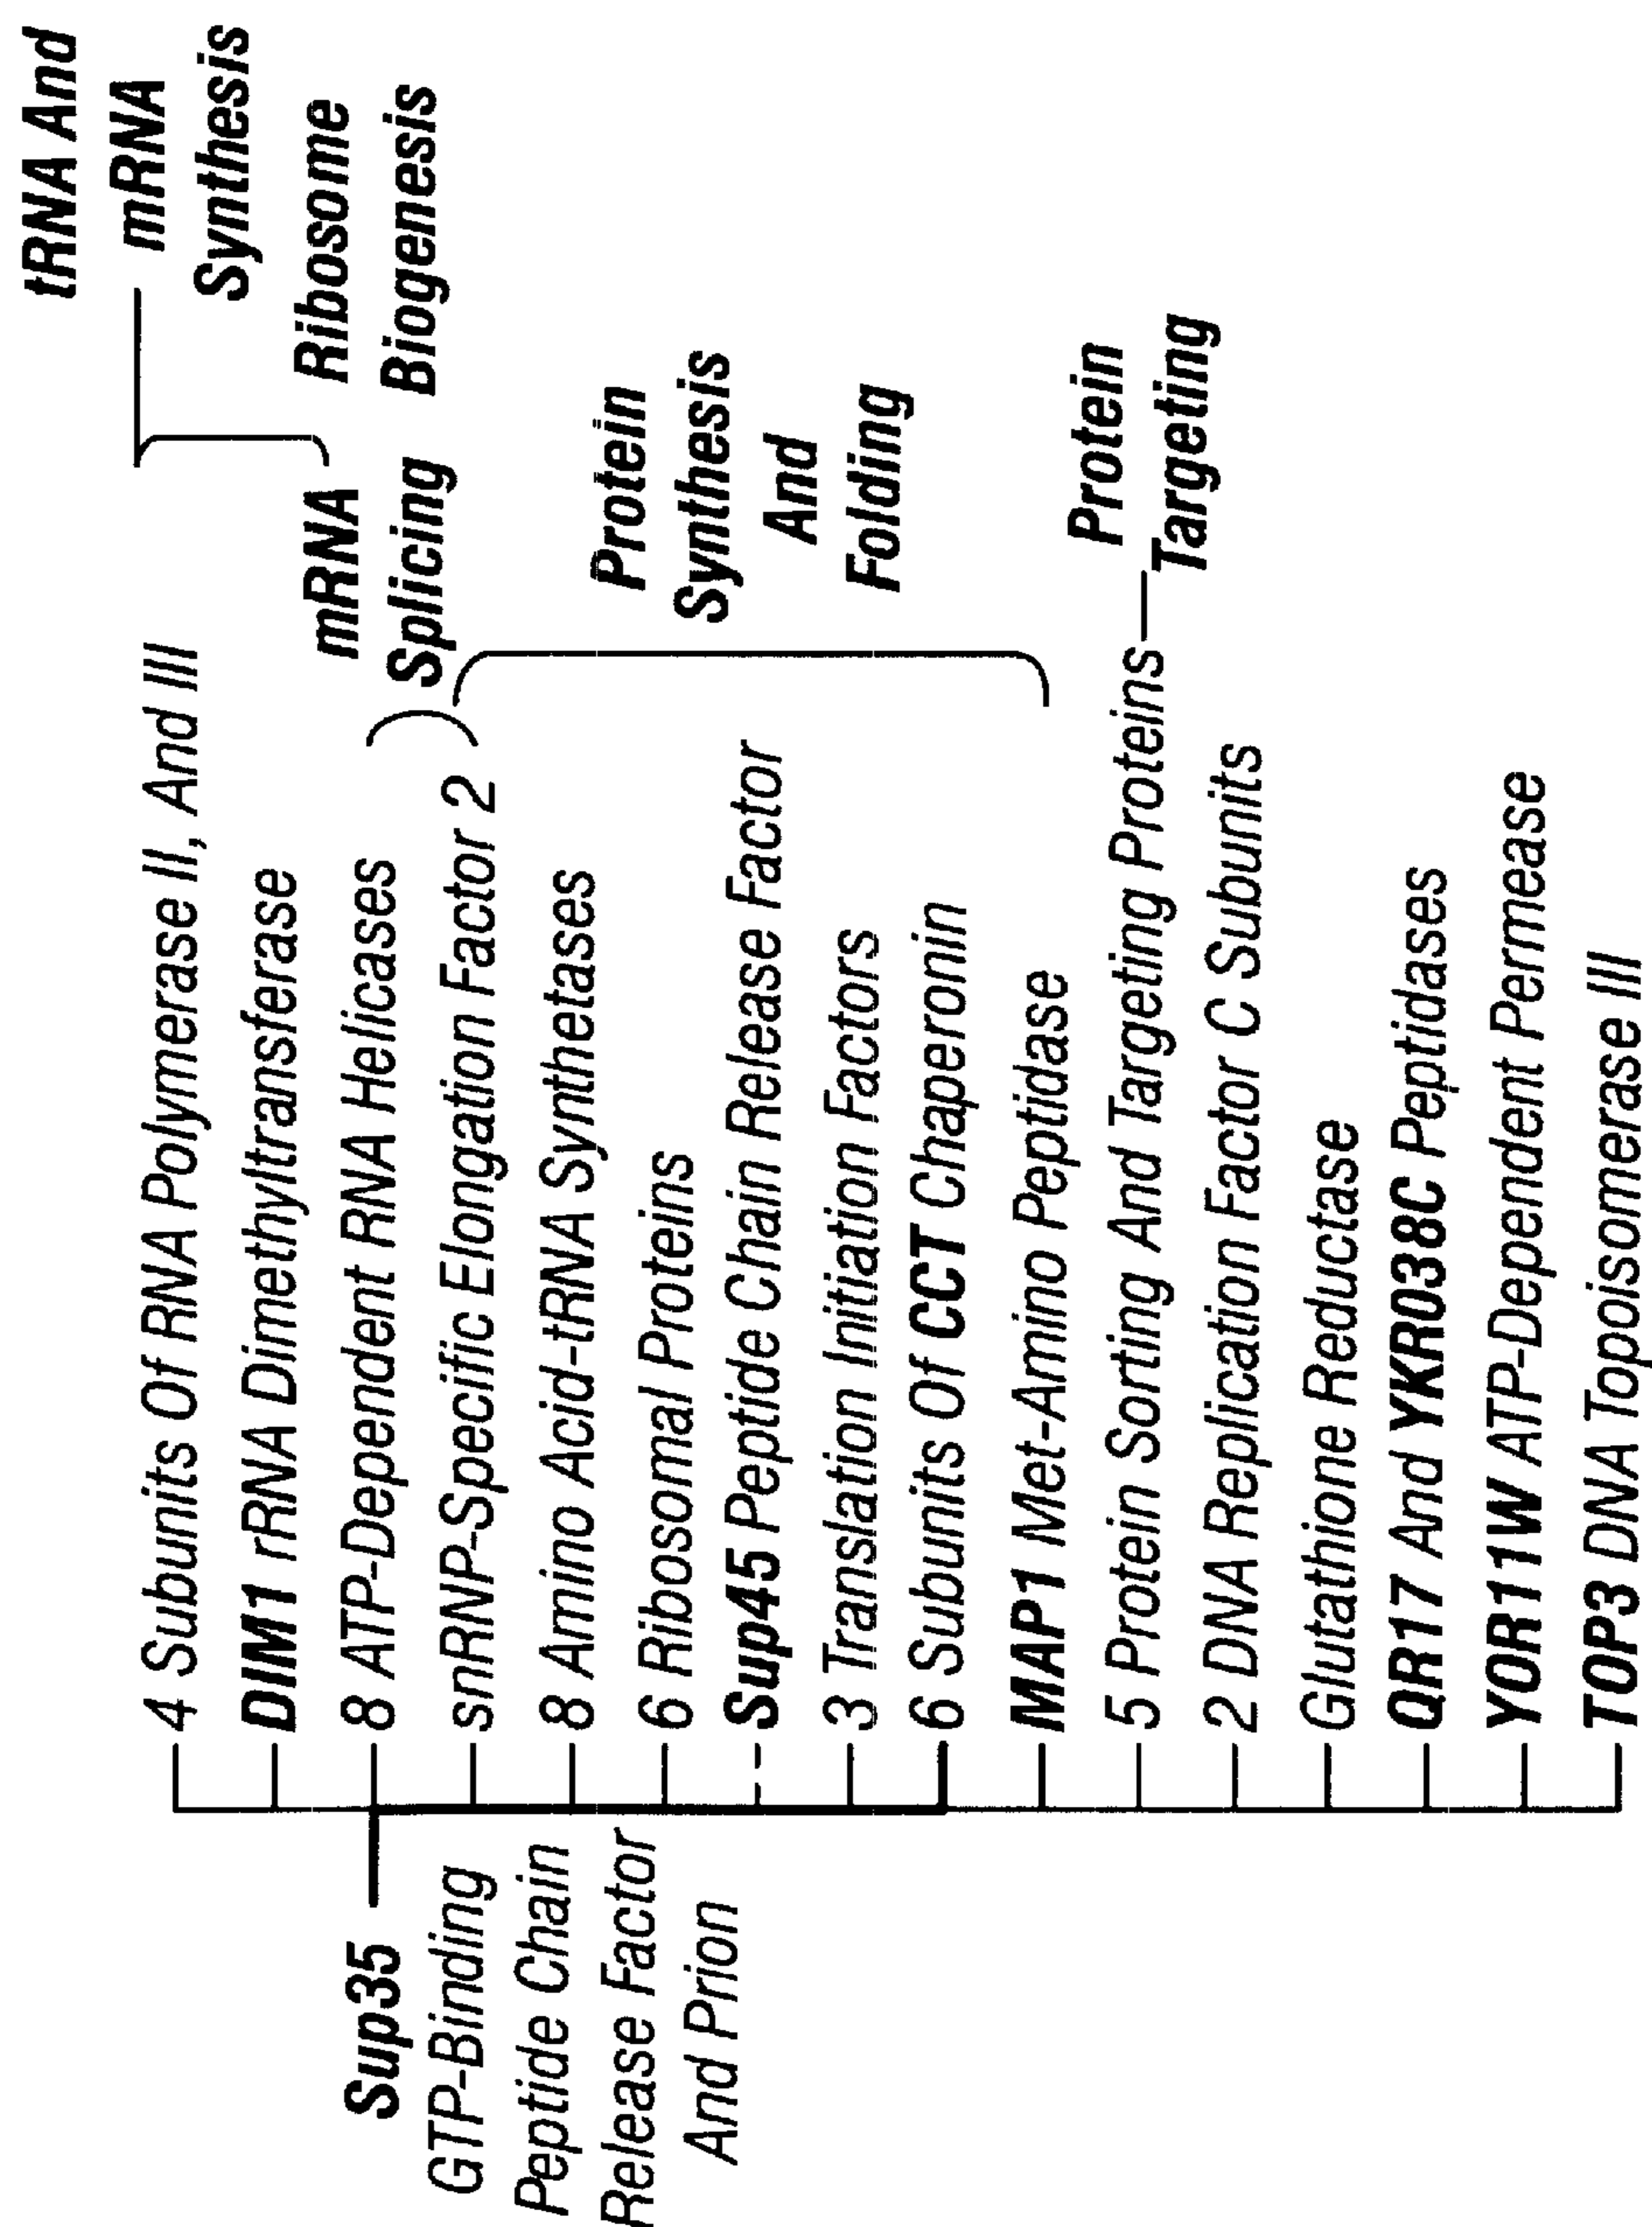 Sup35
GTP-Binding
Peptide Chain
Release Factor
And Prion
4 Subunits Of RNA Polymerase II, And III
DIM1 rRNA Dimethyltransferase
8 ATP-Dependent RNA Helicases
snRNP-Specific Elongation Factor 2
8 Amino Acid-tRNA Synthetases
6 Ribosomal Proteins
Sup45 Peptide Chain Release Factor
3 Translation Initiation Factors
6 Subunits Of CCT Chaperonin
MAP1 Met-Amino Peptidase
5 Protein Sorting And Targeting Proteins
2 DNA Replication Factor C Subunits
Glutathione Reductase
QR17 And YKR038C Peptidases
YOR11W ATP-Dependent Permease
TOP3 DNA Topoisomerase III
tRNA And
mRNA
Synthesis
Ribosome
Biogenesis
mRNA
Splicing
Protein
Synthesis
And
Folding
Protein
Targeting